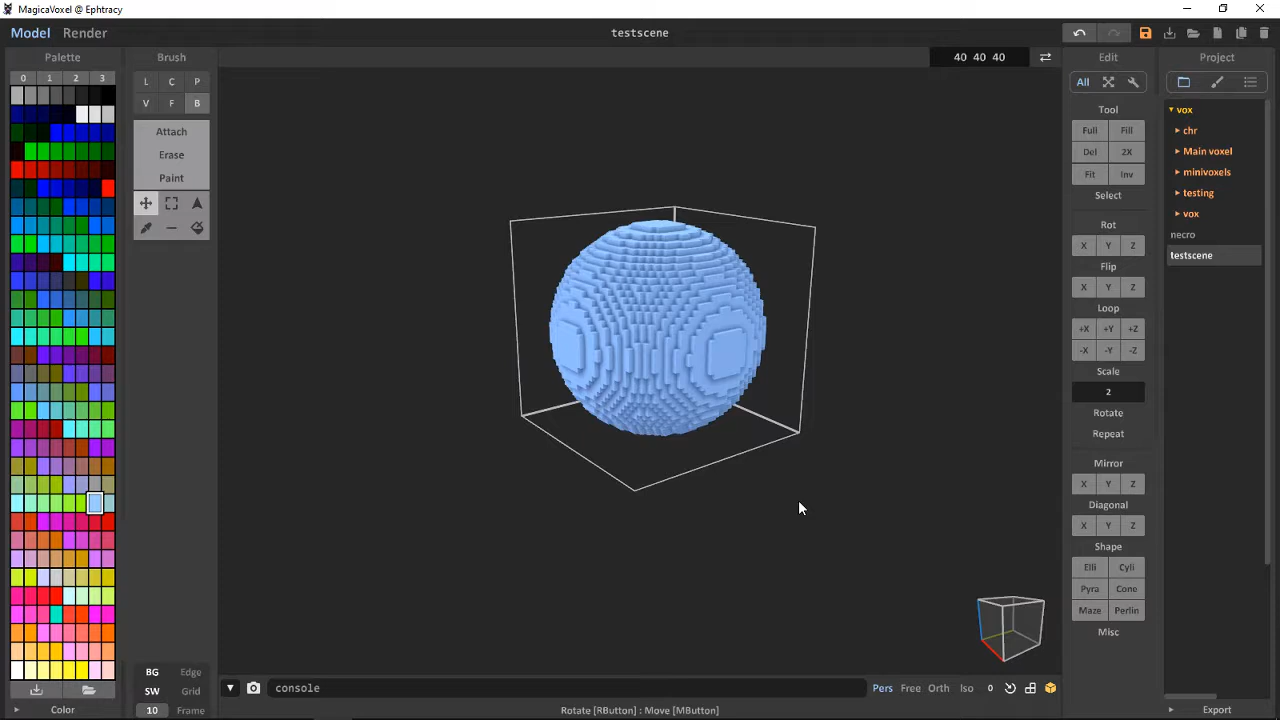 MagicaVoxel @ Ephtracy
Model Render
testscene
Palette
0 1 2 3
Color
Brush
L C P
V F B
Attach
Erase
Paint
BG Edge
SW Grid
10 Frame
40 40 40
console
Pers Free Orth Iso 0
Rotate [RButton] : Move [MButton]
Edit
All
Tool
Full Fill
Del 2X
Fit Inv
Select
Rot
X Y Z
Flip
X Y Z
Loop
+X +Y +Z
-X -Y -Z
Scale
2
Rotate
Repeat
Mirror
X Y Z
Diagonal
X Y Z
Shape
Elli Cyli
Pyra Cone
Maze Perlin
Misc
Project
vox
chr
Main voxel
minivoxels
testing
vox
necro
testscene
Export